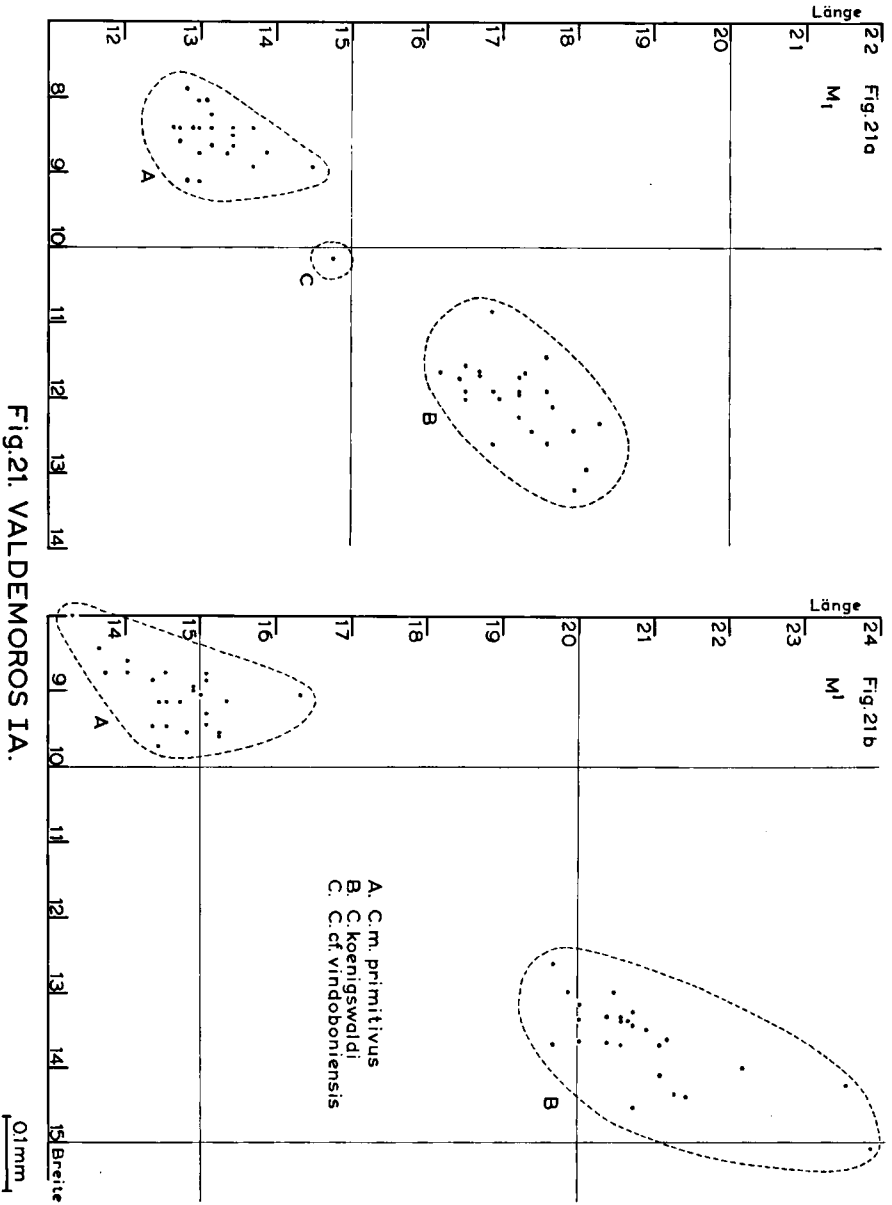 Länge
22 21 20 19 18 17 16 15 14 13 12
Fig.21a
M₁
8 9 10 11 12 13 14
A
C
B
Länge
24 23 22 21 20 19 18 17 16 15 14
Fig.21b
M¹
9 10 11 12 13 14 15 Breite
A
B
A. C.m. primitivus
B. C. koenigswaldi
C. C. cf. vindoboniensis
0.1mm
Fig.21. VALDEMOROS IA.